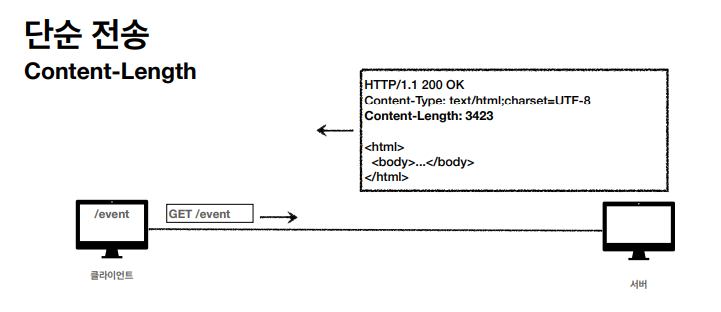 단순 전송
Content-Length
HTTP/1.1 200 OK
Content-Type: text/html;charset=UTF-8
Content-Length: 3423
<html>
<body>...</body>
</html>
/event
GET /event
클라이언트
서버